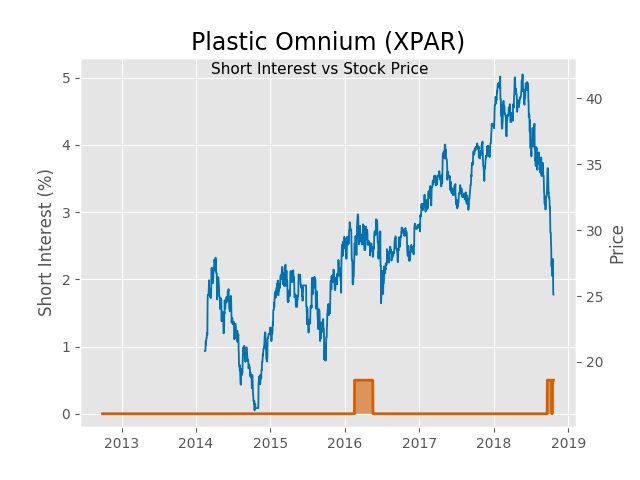 Plastic Omnium (XPAR)
Short Interest vs Stock Price
Short Interest (%)
5
4
3
2
1
0
40
35
30
25
20
Price
2013 2014 2015 2016 2017 2018 2019